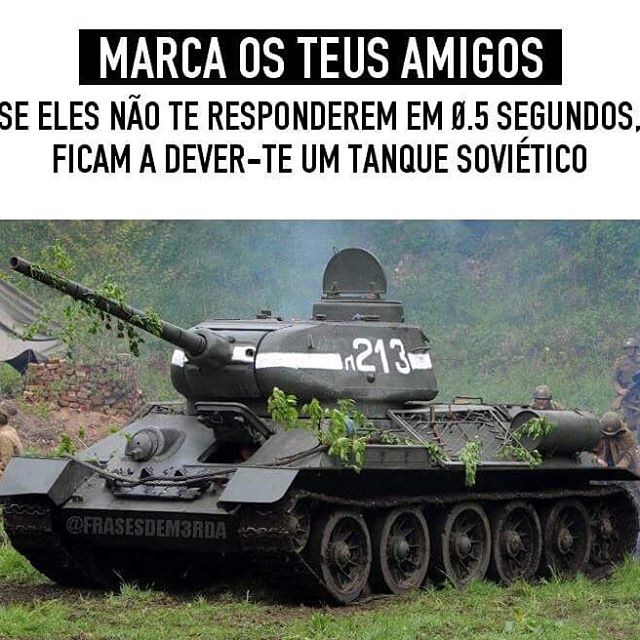 MARCA OS TEUS AMIGOS
SE ELES NÃO TE RESPONDEREM EM 0.5 SEGUNDOS,
FICAM A DEVER-TE UM TANQUE SOVIÉTICO
л213
@FRASESDEM3RDA